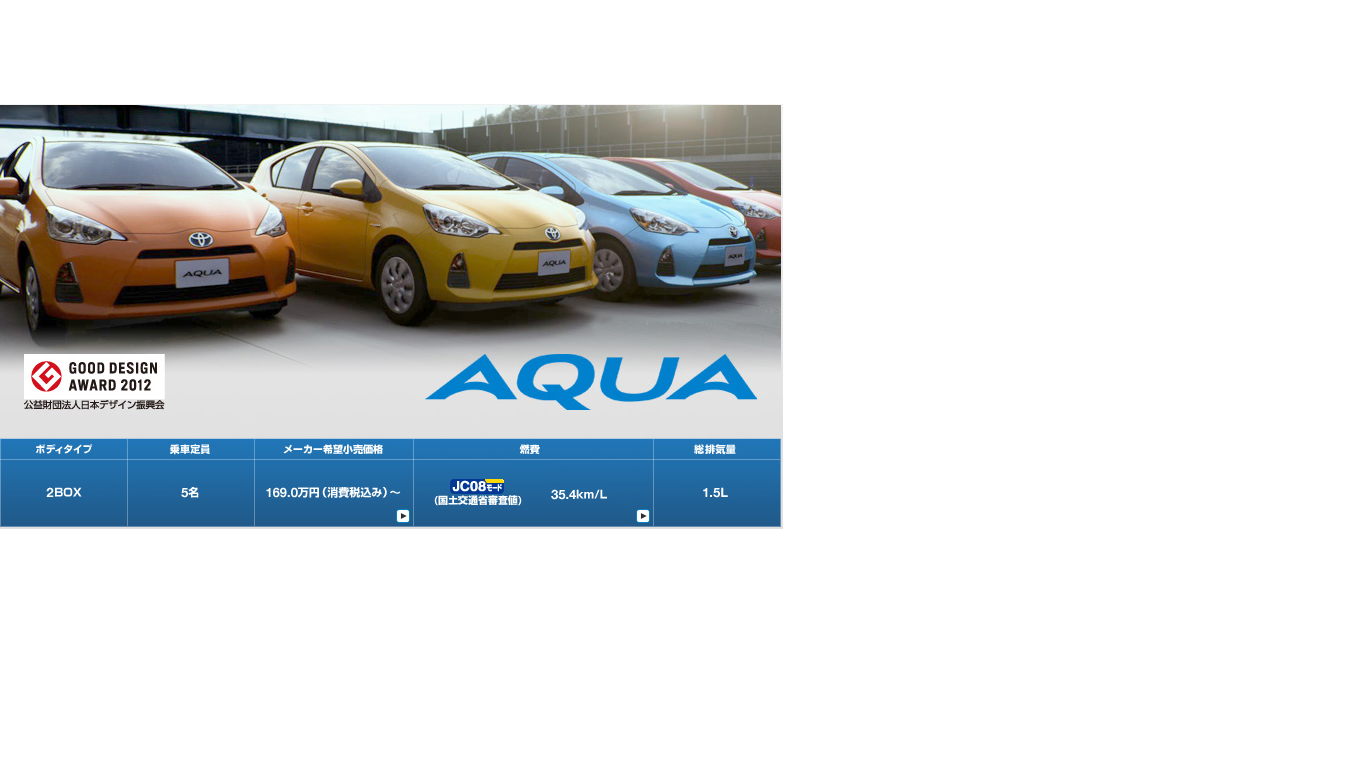 AQUA
AQUA
AQUA
GOOD DESIGN
AWARD 2012
公益財団法人日本デザイン振興会
AQUA
ボディタイプ 乗車定員 メーカー希望小売価格 燃費 総排気量
2BOX 5名 169.0万円(消費税込み)～ JC08モード 35.4km/L 1.5L
(国土交通省審査値)